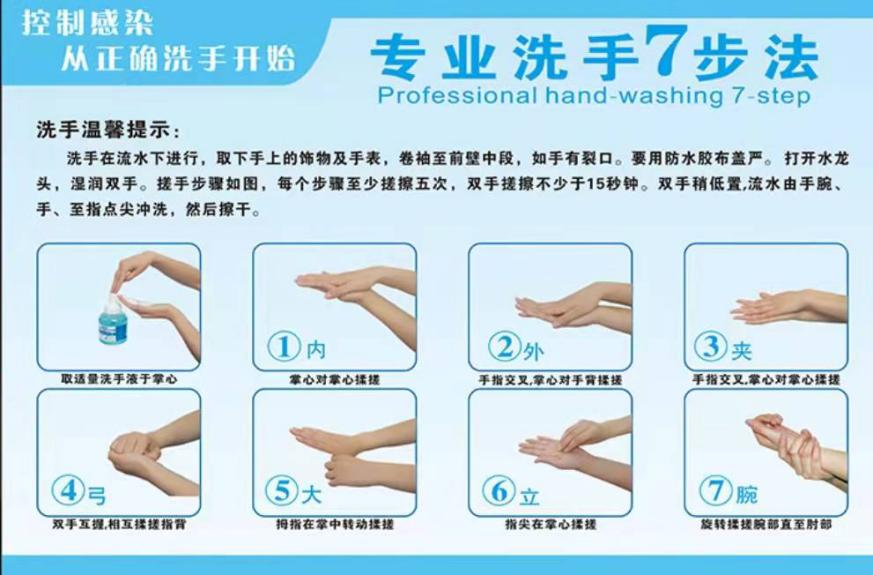 控制感染
从正确洗手开始
专业洗手7步法
Professional hand-washing 7-step
洗手温馨提示：
洗手在流水下进行，取下手上的饰物及手表，卷袖至前壁中段，如手有裂口。要用防水胶布盖严。打开水龙
头，湿润双手。搓手步骤如图，每个步骤至少搓擦五次，双手搓擦不少于15秒钟。双手稍低置,流水由手腕、
手、至指点尖冲洗，然后擦干。
①内
②外
③夹
取适量洗手液于掌心
掌心对掌心揉搓
手指交叉,掌心对手背揉搓
手指交叉,掌心对掌心揉搓
④弓
⑤大
⑥立
⑦腕
双手互握,相互揉搓指背
拇指在掌中转动揉搓
指尖在掌心揉搓
旋转揉搓腕部直至肘部